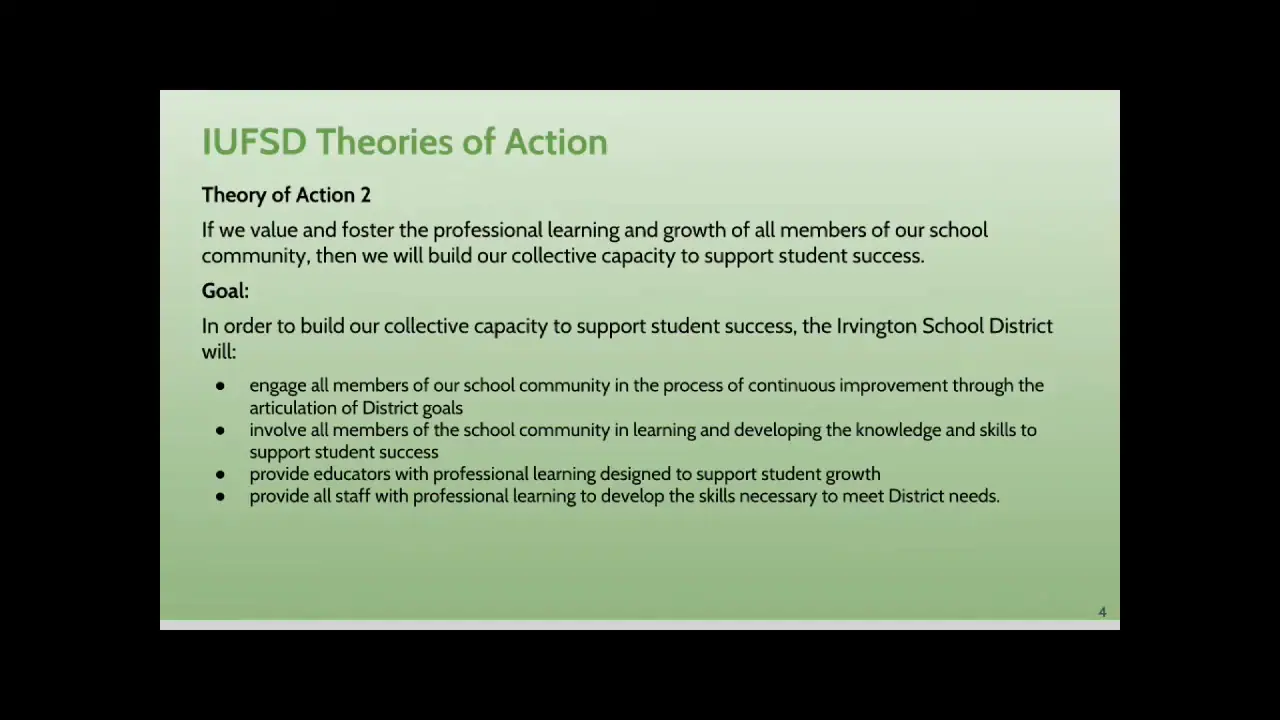 IUFSD Theories of Action
Theory of Action 2
If we value and foster the professional learning and growth of all members of our school
community, then we will build our collective capacity to support student success.
Goal:
In order to build our collective capacity to support student success, the Irvington School District
will:
● engage all members of our school community in the process of continuous improvement through the
articulation of District goals
● involve all members of the school community in learning and developing the knowledge and skills to
support student success
● provide educators with professional learning designed to support student growth
● provide all staff with professional learning to develop the skills necessary to meet District needs.
4